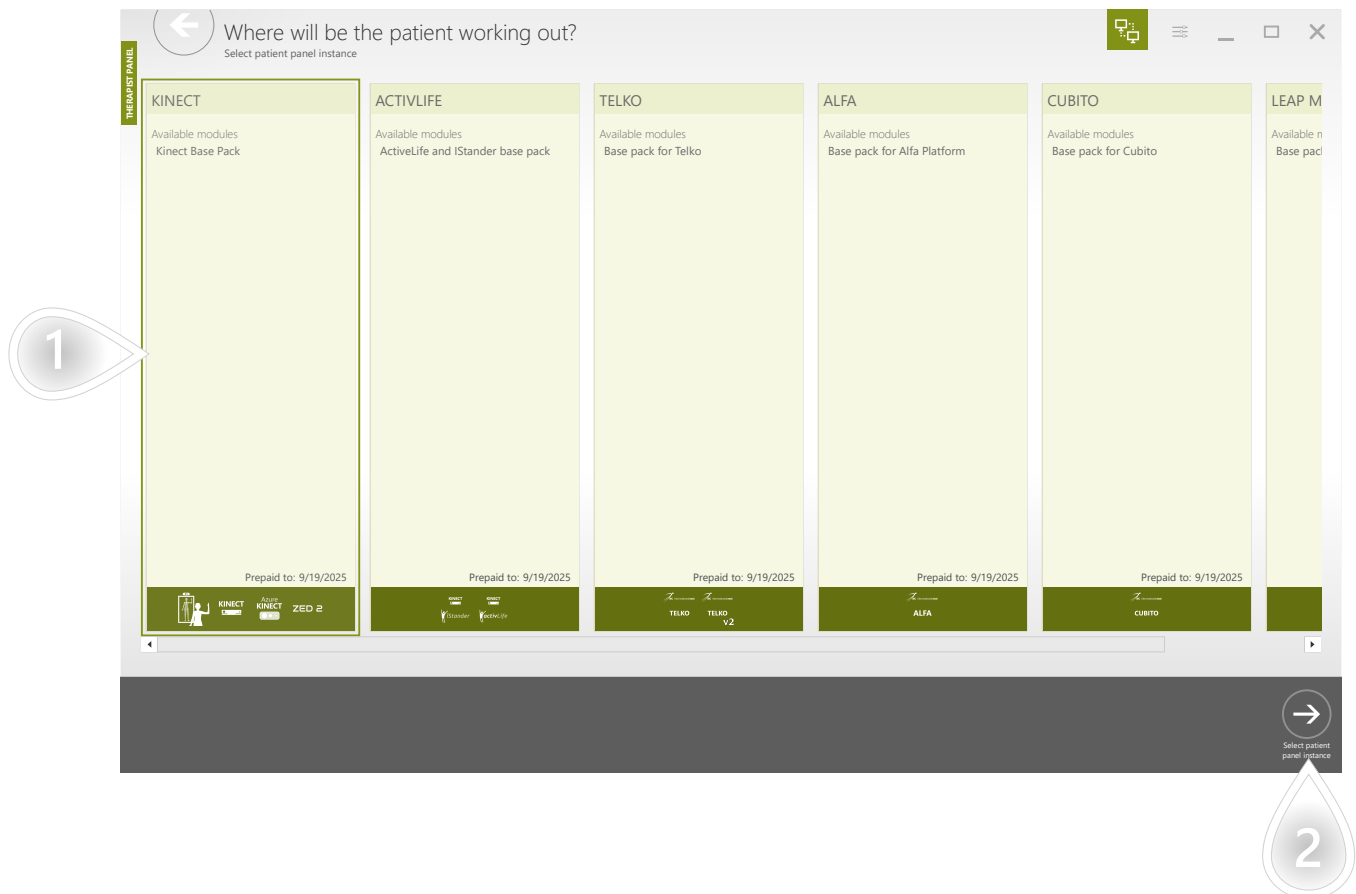 Where will be the patient working out?
Select patient panel instance
THERAPIST PANEL
KINECT
Available modules
Kinect Base Pack
Prepaid to: 9/19/2025
KINECT
Azure
KINECT
ZED 2
ACTIVLIFE
Available modules
ActiveLife and IStander base pack
Prepaid to: 9/19/2025
KINECT
KINECT
IStander
activLife
TELKO
Available modules
Base pack for Telko
Prepaid to: 9/19/2025
TELKO
TELKO
v2
ALFA
Available modules
Base pack for Alfa Platform
Prepaid to: 9/19/2025
ALFA
CUBITO
Available modules
Base pack for Cubito
Prepaid to: 9/19/2025
CUBITO
LEAP M
Available
Base
Select patient
panel instance
1
2